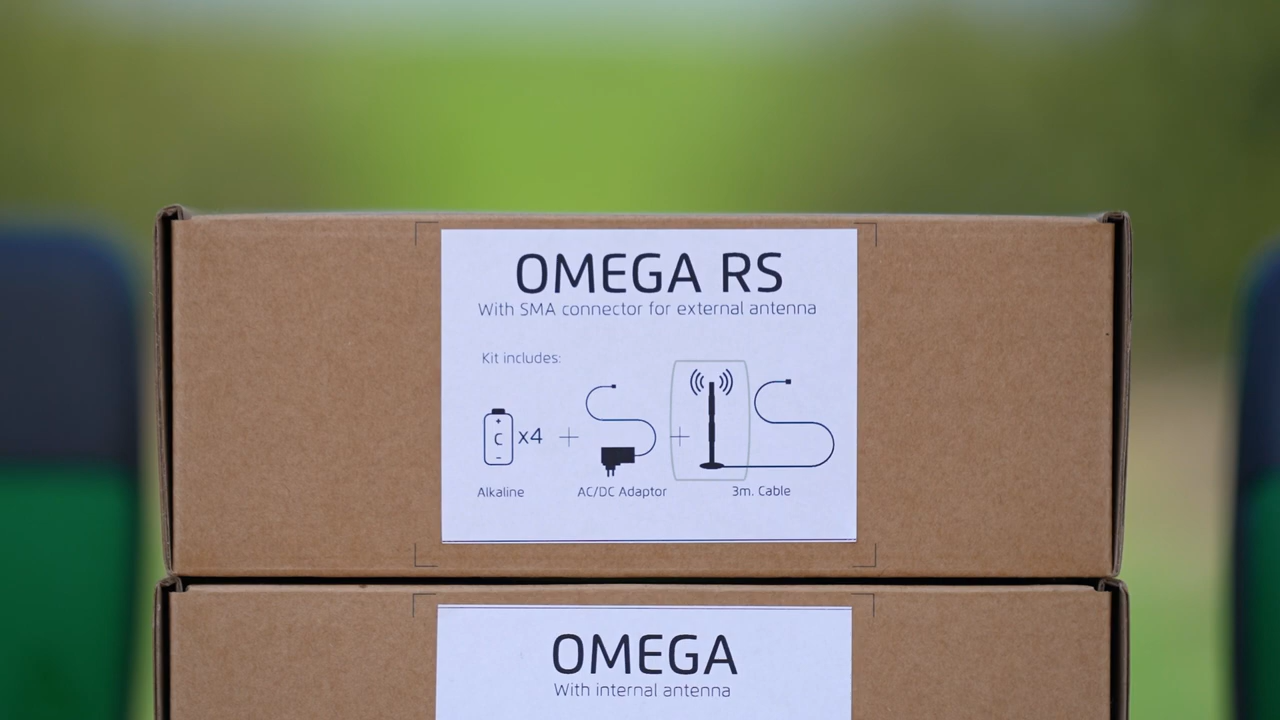 OMEGA RS
With SMA connector for external antenna
Kit includes:
+
C
-
x4 + +
Alkaline AC/DC Adaptor 3m. Cable
OMEGA
With internal antenna